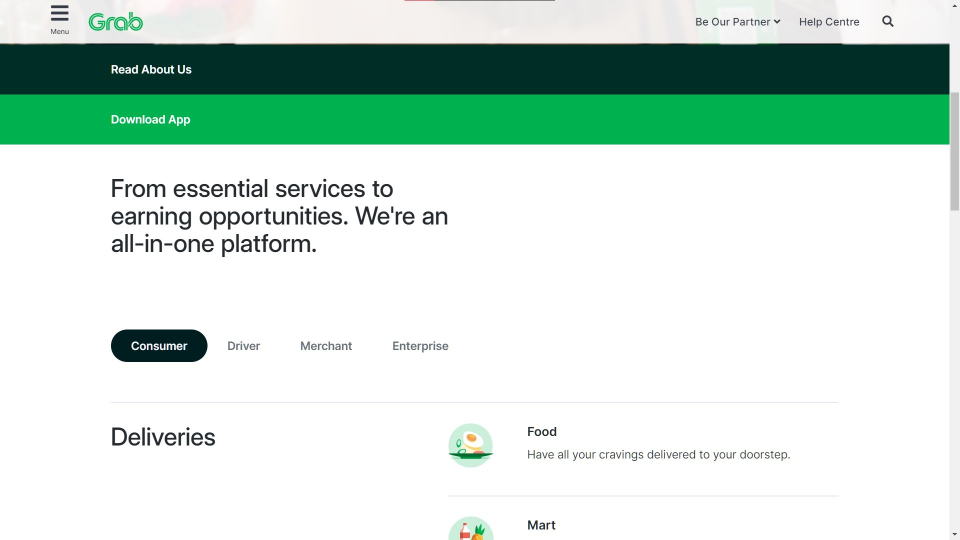 Menu
Grab
Be Our Partner
Help Centre
Read About Us
Download App
From essential services to
earning opportunities. We're an
all-in-one platform.
Consumer
Driver
Merchant
Enterprise
Deliveries
Food
Have all your cravings delivered to your doorstep.
Mart